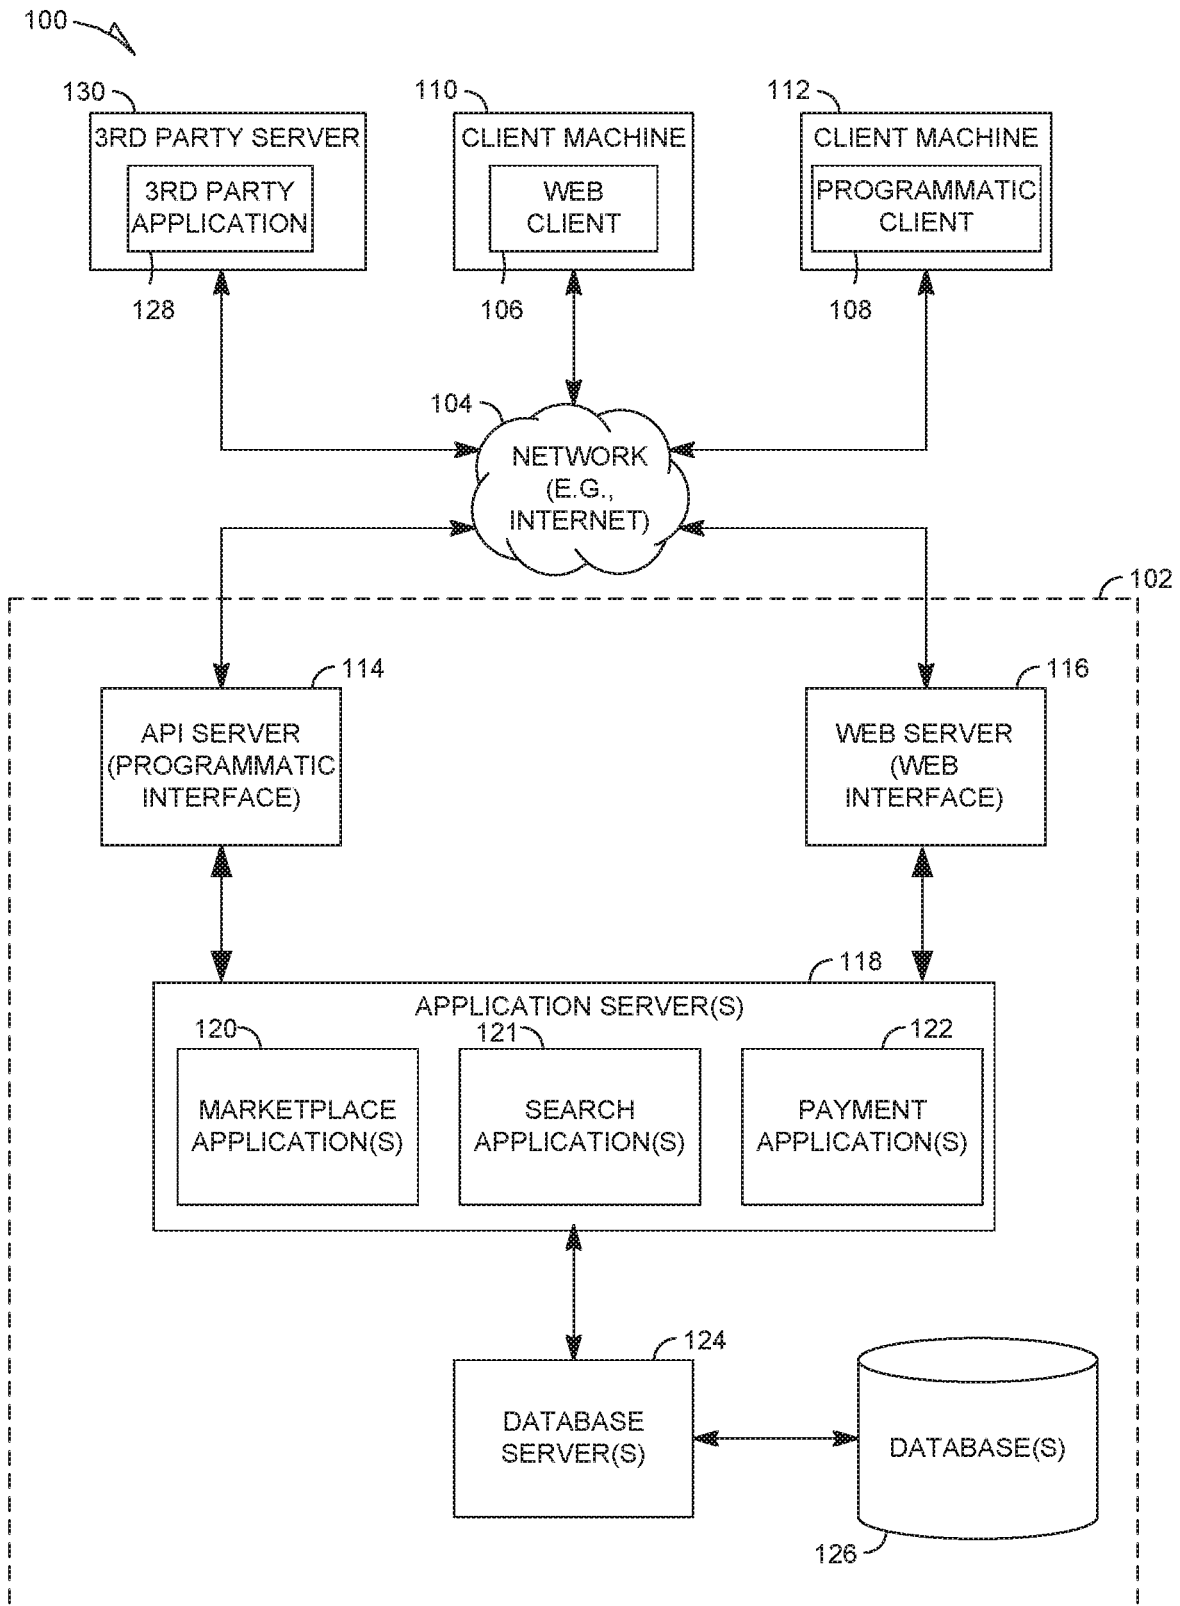 100
130
110
112
3RD PARTY SERVER
CLIENT MACHINE
CLIENT MACHINE
3RD PARTY
APPLICATION
WEB
CLIENT
PROGRAMMATIC
CLIENT
128
106
108
104
NETWORK
(E.G.,
INTERNET)
102
114
116
API SERVER
(PROGRAMMATIC
INTERFACE)
WEB SERVER
(WEB
INTERFACE)
118
APPLICATION SERVER(S)
120
121
122
MARKETPLACE
APPLICATION(S)
SEARCH
APPLICATION(S)
PAYMENT
APPLICATION(S)
124
DATABASE
SERVER(S)
DATABASE(S)
126